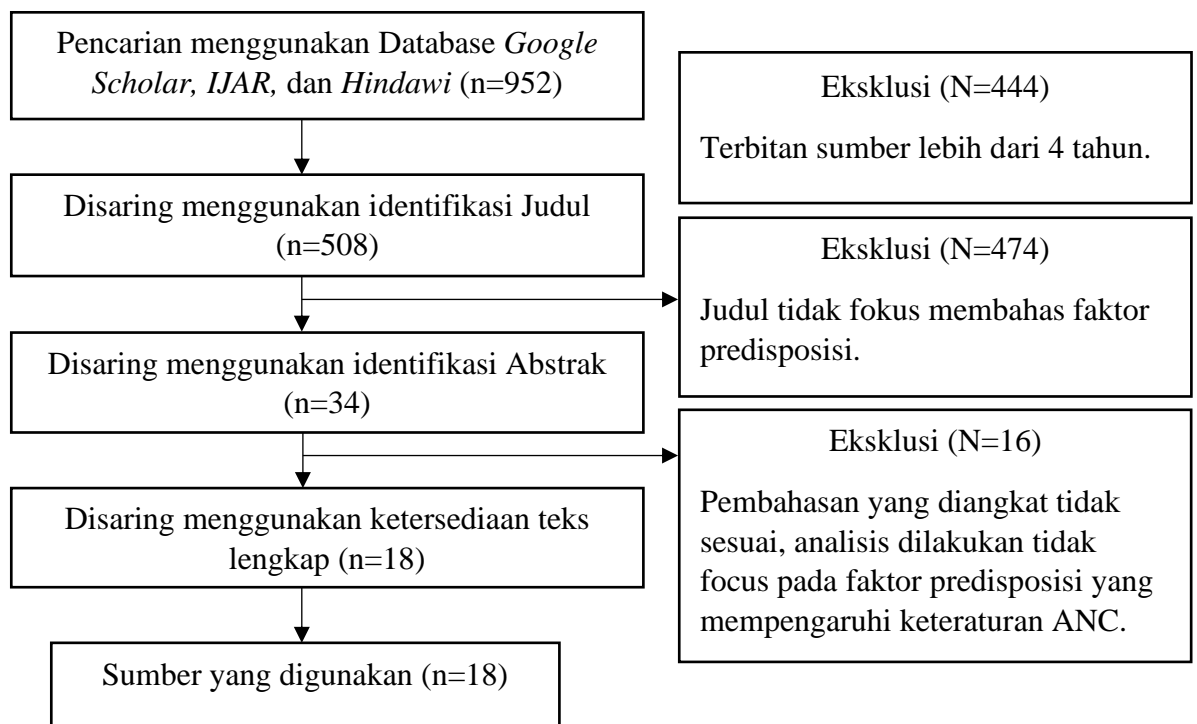 Pencarian menggunakan Database Google
Scholar, IJAR, dan Hindawi (n=952)
Eksklusi (N=444)
Terbitan sumber lebih dari 4 tahun.
Disaring menggunakan identifikasi Judul
(n=508)
Eksklusi (N=474)
Judul tidak fokus membahas faktor
predisposisi.
Disaring menggunakan identifikasi Abstrak
(n=34)
Eksklusi (N=16)
Pembahasan yang diangkat tidak
sesuai, analisis dilakukan tidak
focus pada faktor predisposisi yang
mempengaruhi keteraturan ANC.
Disaring menggunakan ketersediaan teks
lengkap (n=18)
Sumber yang digunakan (n=18)